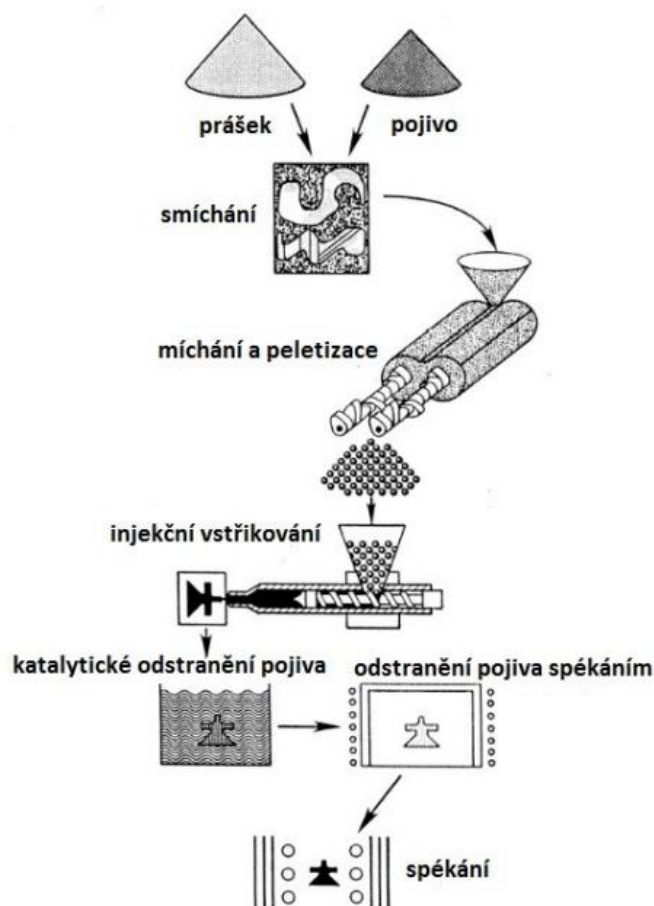 prášek
pojivo
smíchání
míchání a peletizace
injekční vstřikování
katalytické odstranění pojiva
odstranění pojiva spékáním
spékání